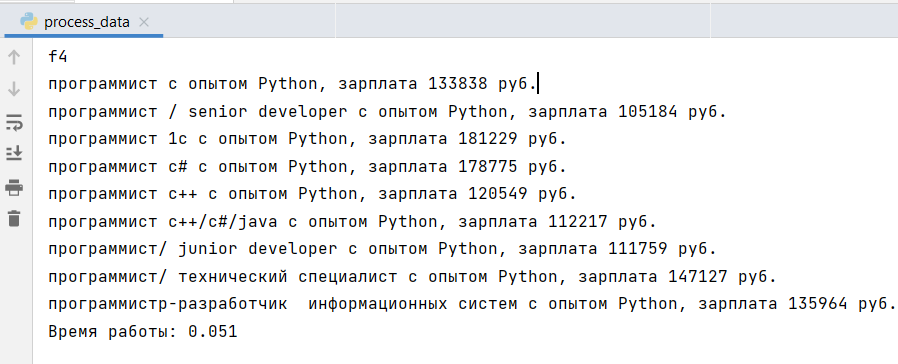 process_data
f4
программист с опытом Python, зарплата 133838 руб.
программист / senior developer с опытом Python, зарплата 105184 руб.
программист 1с с опытом Python, зарплата 181229 руб.
программист c# с опытом Python, зарплата 178775 руб.
программист c++ с опытом Python, зарплата 120549 руб.
программист c++/c#/java с опытом Python, зарплата 112217 руб.
программист/ junior developer с опытом Python, зарплата 111759 руб.
программист/ технический специалист с опытом Python, зарплата 147127 руб.
программистр-разработчик  информационных систем с опытом Python, зарплата 135964 руб.
Время работы: 0.051